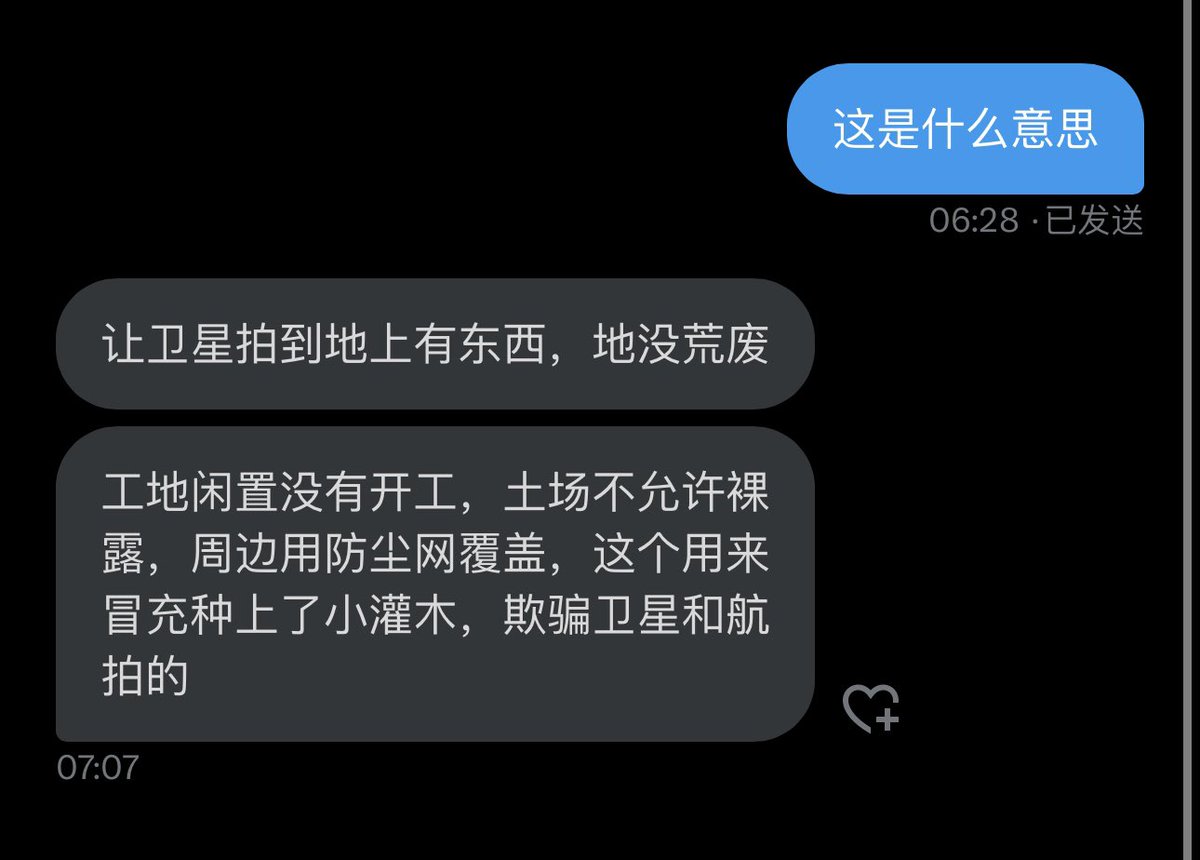 这是什么意思
06:28 · 已发送
让卫星拍到地上有东西，地没荒废
工地闲置没有开工，土场不允许裸
露，周边用防尘网覆盖，这个用来
冒充种上了小灌木，欺骗卫星和航
拍的
07:07